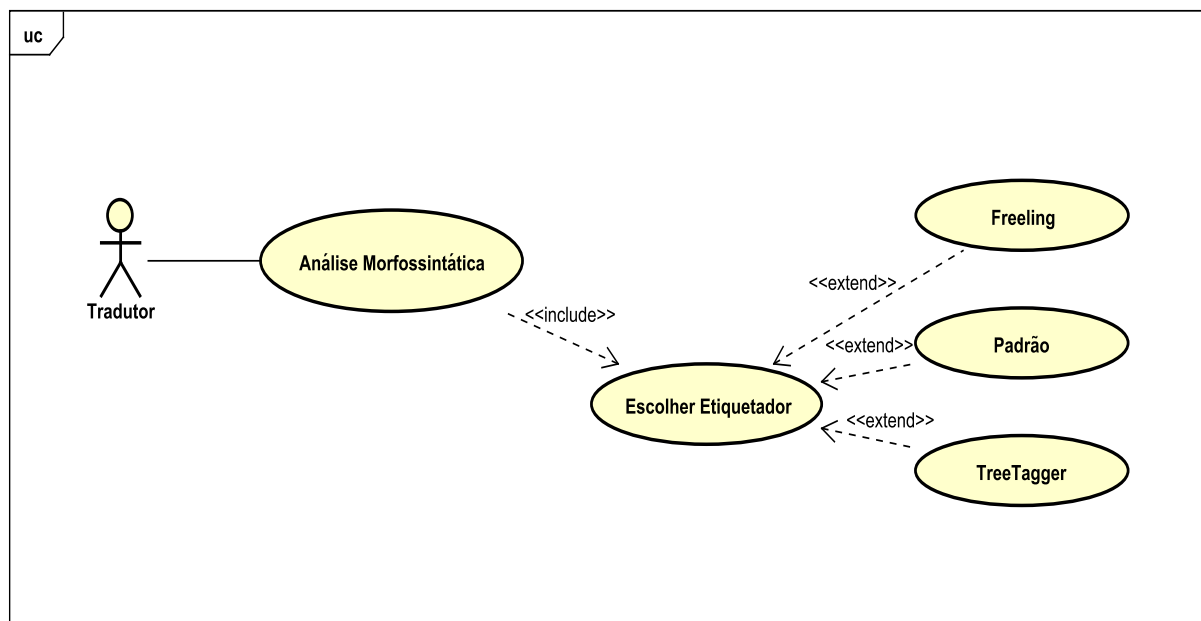 uc
Freeling
Análise Morfossintática
<<extend>>
Tradutor
<<include>>
<<extend>>
Padrão
Escolher Etiquetador
<<extend>>
TreeTagger